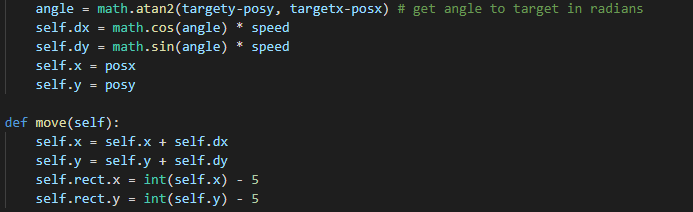 angle = math.atan2(targety-posy, targetx-posx) # get angle to target in radians
self.dx = math.cos(angle) * speed
self.dy = math.sin(angle) * speed
self.x = posx
self.y = posy
def move(self):
self.x = self.x + self.dx
self.y = self.y + self.dy
self.rect.x = int(self.x) - 5
self.rect.y = int(self.y) - 5